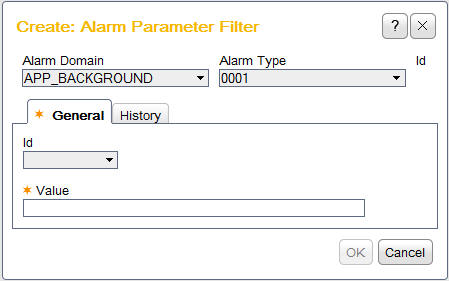 Create: Alarm Parameter Filter
?
Alarm Domain Alarm Type Id
APP_BACKGROUND 0001
General History
Id
Value
OK Cancel